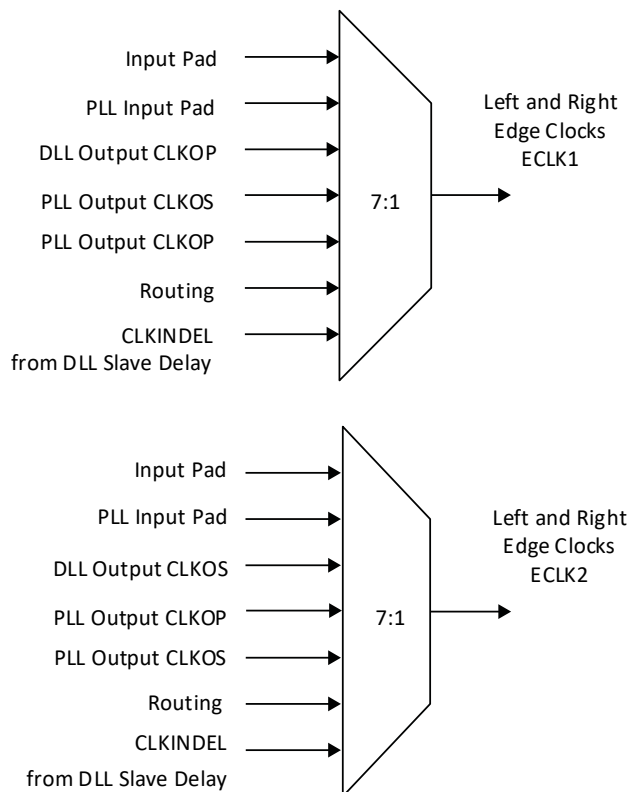 Input Pad
PLL Input Pad
DLL Output CLKOP
PLL Output CLKOS
PLL Output CLKOP
Routing
CLKINDEL
from DLL Slave Delay
7:1
Left and Right
Edge Clocks
ECLK1
Input Pad
PLL Input Pad
DLL Output CLKOS
PLL Output CLKOP
PLL Output CLKOS
Routing
CLKINDEL
from DLL Slave Delay
7:1
Left and Right
Edge Clocks
ECLK2